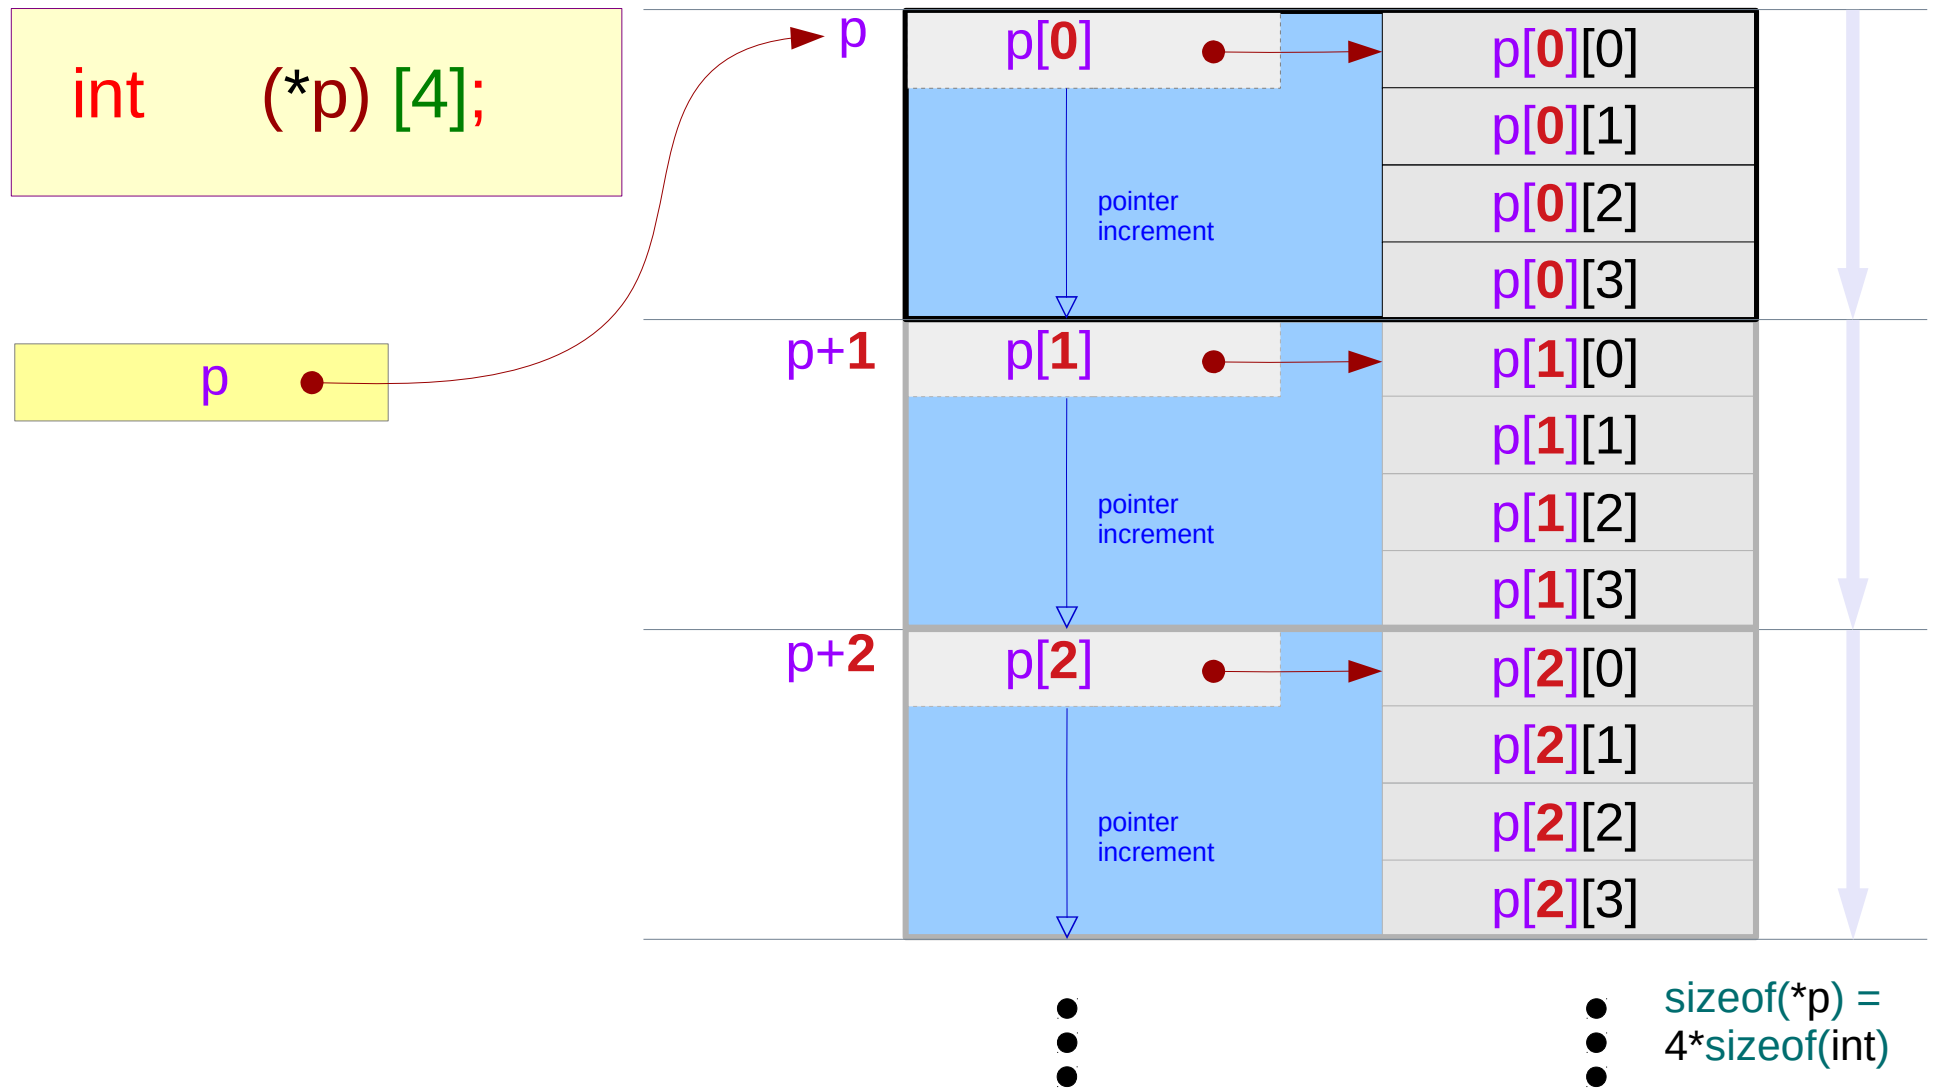 int (*p) [4];
p
p
p[0]
p[0][0]
p[0][1]
pointer
increment
p[0][2]
p[0][3]
p+1
p[1]
p[1][0]
p[1][1]
pointer
increment
p[1][2]
p[1][3]
p+2
p[2]
p[2][0]
p[2][1]
pointer
increment
p[2][2]
p[2][3]
sizeof(*p) =
4*sizeof(int)